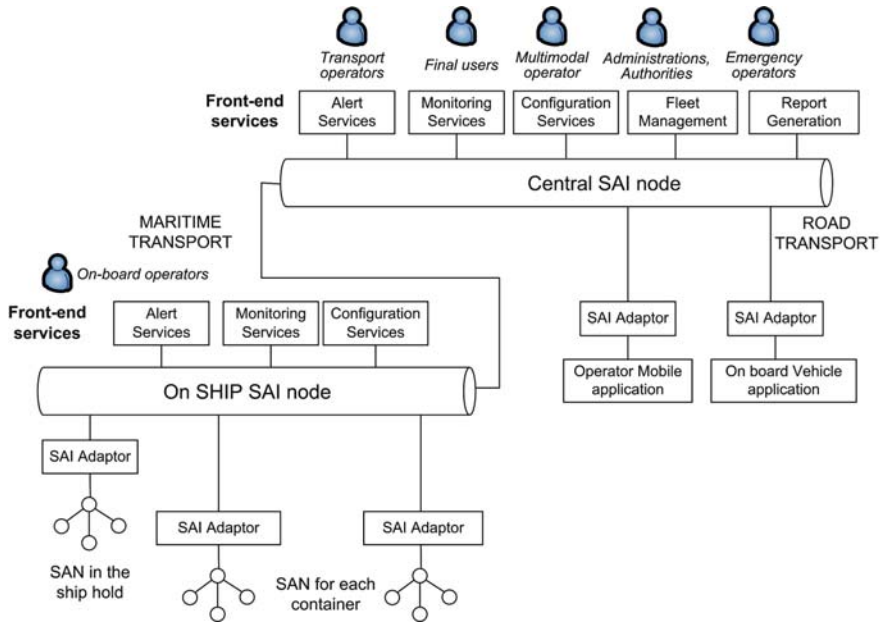 Transport
operators
Final users
Multimodal
operator
Administrations,
Authorities
Emergency
operators
Front-end
services
Alert
Services
Monitoring
Services
Configuration
Services
Fleet
Management
Report
Generation
Central SAI node
MARITIME
TRANSPORT
ROAD
TRANSPORT
On-board operators
Front-end
services
Alert
Services
Monitoring
Services
Configuration
Services
SAI Adaptor
SAI Adaptor
Operator Mobile
application
On board Vehicle
application
On SHIP SAI node
SAI Adaptor
SAI Adaptor
SAI Adaptor
SAN in the
ship hold
SAN for each
container